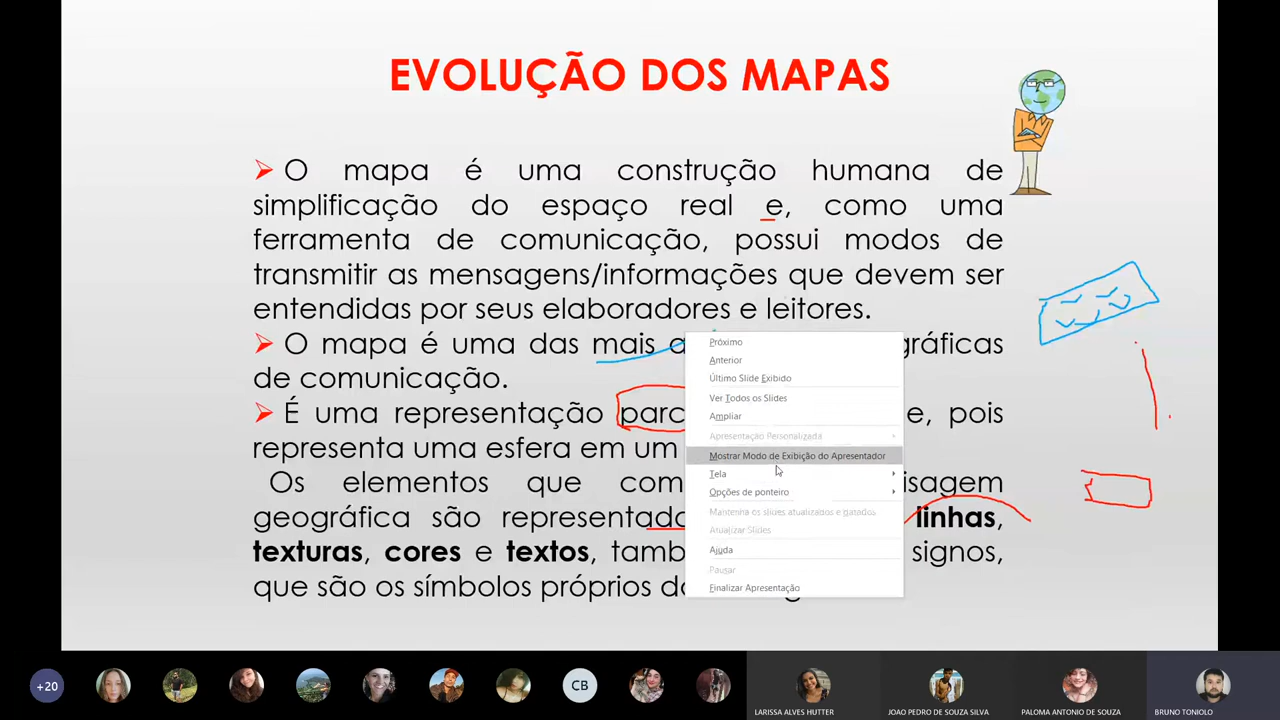 EVOLUÇÃO DOS MAPAS
O mapa é uma construção humana de
simplificação do espaço real e, como uma
ferramenta de comunicação, possui modos de
transmitir as mensagens/informações que devem ser
entendidas por seus elaboradores e leitores.
O mapa é uma das mais gráficas
de comunicação.
É uma representação e, pois
representa uma esfera em um
Os elementos que
geográfica são linhas,
texturas, cores e textos, signos,
que são os símbolos próprios
Próximo
Anterior
Último Slide Exibido
Ver Todos os Slides
Ampliar
Apresentação Personalizada
Mostrar Modo de Exibição do Apresentador
Tela
Opções de ponteiro
Mantenha os slides atualizados e gatados
Atualizar Slides
Ajuda
Pausar
Finalizar Apresentação
+20
CB
LARISSA ALVES HUTTER
JOAO PEDRO DE SOUZA SILVA
PALOMA ANTONIO DE SOUZA
BRUNO TONIOLO